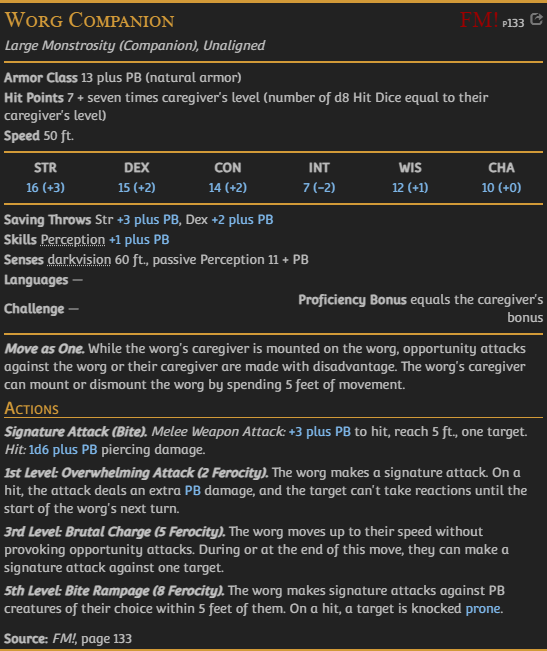 Worg Companion FM! P133
Large Monstrosity (Companion), Unaligned
Armor Class 13 plus PB (natural armor)
Hit Points 7 + seven times caregiver's level (number of d8 Hit Dice equal to their
caregiver's level)
Speed 50 ft.
STR DEX CON INT WIS CHA
16 (+3) 15 (+2) 14 (+2) 7 (−2) 12 (+1) 10 (+0)
Saving Throws Str +3 plus PB, Dex +2 plus PB
Skills Perception +1 plus PB
Senses darkvision 60 ft., passive Perception 11 + PB
Languages —
Challenge —
Proficiency Bonus equals the caregiver's
bonus
Move as One. While the worg's caregiver is mounted on the worg, opportunity attacks
against the worg or their caregiver are made with disadvantage. The worg's caregiver
can mount or dismount the worg by spending 5 feet of movement.
Actions
Signature Attack (Bite). Melee Weapon Attack: +3 plus PB to hit, reach 5 ft., one target.
Hit: 1d6 plus PB piercing damage.
1st Level: Overwhelming Attack (2 Ferocity). The worg makes a signature attack. On a
hit, the attack deals an extra PB damage, and the target can't take reactions until the
start of the worg's next turn.
3rd Level: Brutal Charge (5 Ferocity). The worg moves up to their speed without
provoking opportunity attacks. During or at the end of this move, they can make a
signature attack against one target.
5th Level: Bite Rampage (8 Ferocity). The worg makes signature attacks against PB
creatures of their choice within 5 feet of them. On a hit, a target is knocked prone.
Source: FM!, page 133